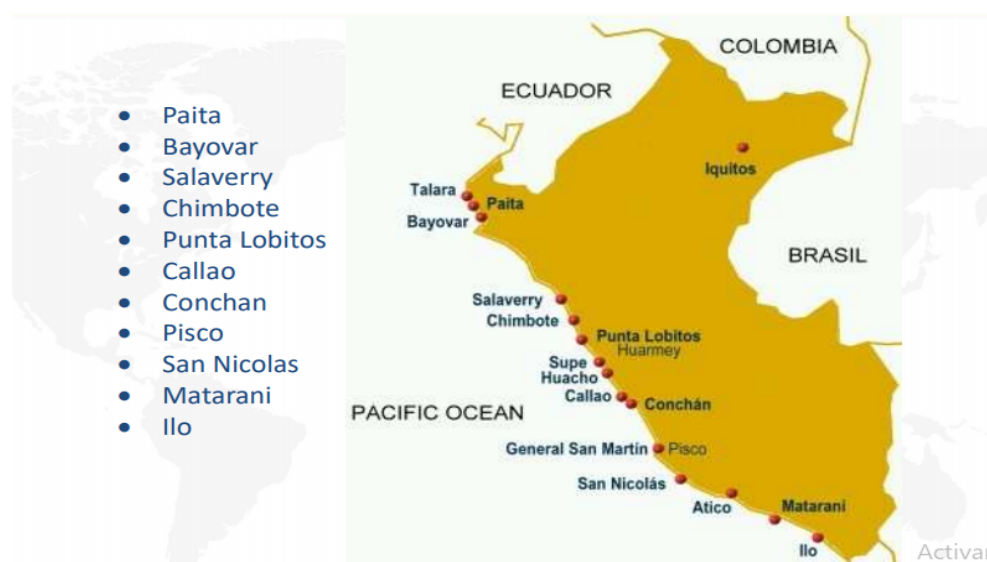 • Paita
• Bayovar
• Salaverry
• Chimbote
• Punta Lobitos
• Callao
• Conchan
• Pisco
• San Nicolas
• Matarani
• Ilo
COLOMBIA
ECUADOR
Iquitos
Talara
Paita
Bayovar
BRASIL
Salaverry
Chimbote
Punta Lobitos
Huarmey
Supe
Huacho
Callao
Conchán
PACIFIC OCEAN
General San Martín
Pisco
San Nicolás
Atico
Matarani
Ilo
Activar